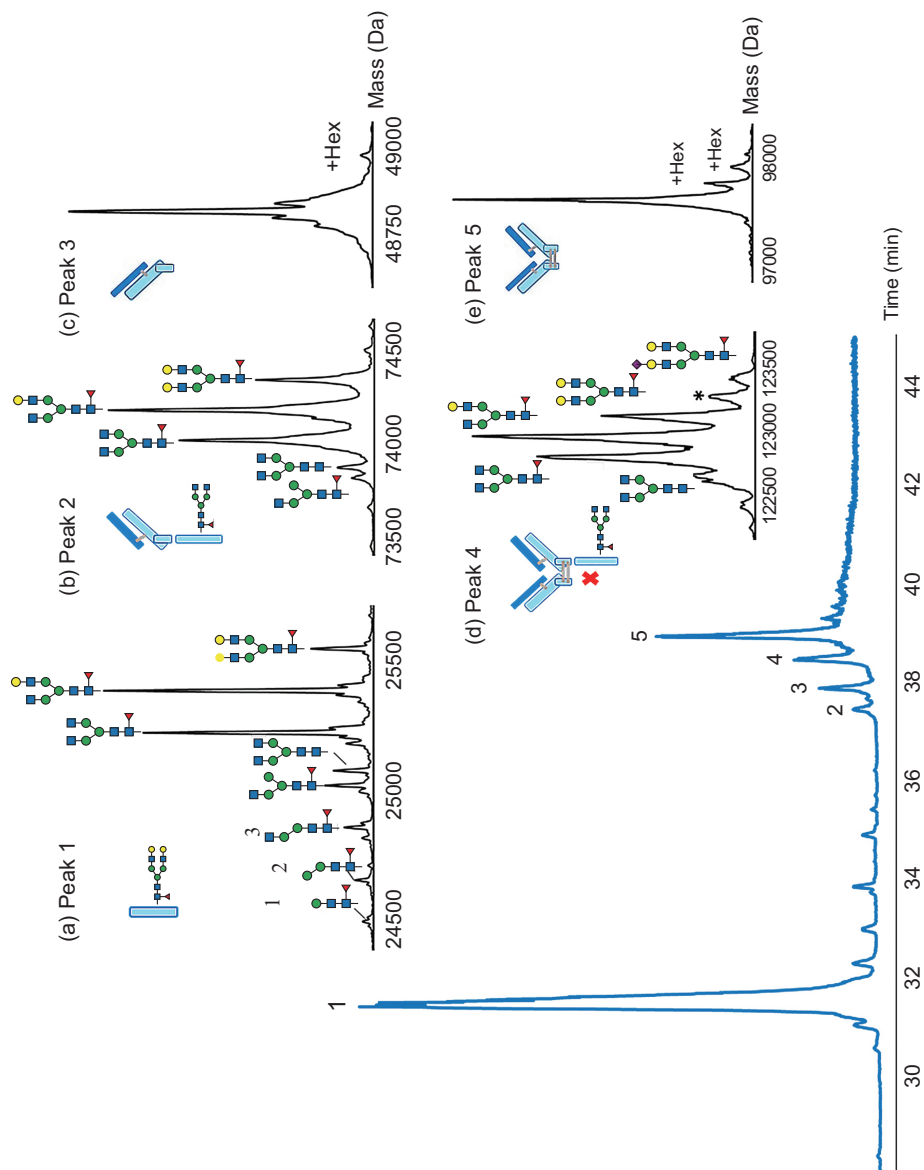 (a) Peak 1
1
2
3
24500
25000
25500
(b) Peak 2
73500
74000
74500
(c) Peak 3
+Hex
48750
49000
Mass (Da)
(d) Peak 4
*
122500
123000
123500
(e) Peak 5
+Hex
+Hex
97000
98000
Mass (Da)
1
2
3
4
5
30
32
34
36
38
40
42
44
Time (min)